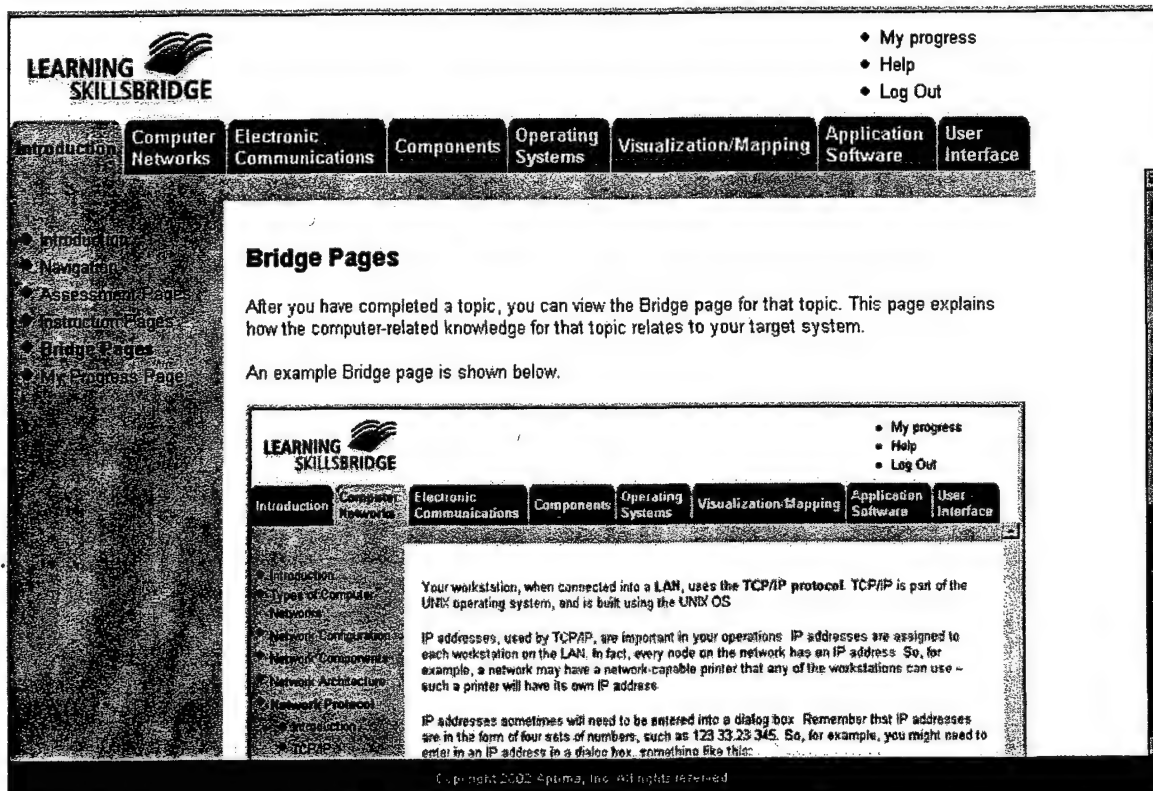 LEARNING
SKILLSBRIDGE
My progress
Help
Log Out
Introduction
Computer
Networks
Electronic
Communications
Components
Operating
Systems
Visualization/Mapping
Application
Software
User
Interface
Introduction
Navigation
Assessment Pages
Instruction Pages
Bridge Pages
My Progress Page
Bridge Pages
After you have completed a topic, you can view the Bridge page for that topic. This page explains
how the computer-related knowledge for that topic relates to your target system.
An example Bridge page is shown below.
LEARNING
SKILLSBRIDGE
My progress
Help
Log Out
Introduction
Computer
Networks
Electronic
Communications
Components
Operating
Systems
Visualization/Mapping
Application
Software
User
Interface
Introduction
Types of Computer
Networks
Network Configuration
Network Components
Network Architecture
Network Protocol
Introduction
TCP/IP
Your workstation, when connected into a LAN, uses the TCP/IP protocol. TCP/IP is part of the
UNIX operating system, and is built using the UNIX OS
IP addresses, used by TCP/IP, are important in your operations. IP addresses are assigned to
each workstation on the LAN. In fact, every node on the network has an IP address. So, for
example, a network may have a network-capable printer that any of the workstations can use –
such a printer will have its own IP address
IP addresses sometimes will need to be entered into a dialog box. Remember that IP addresses
are in the form of four sets of numbers, such as 123.33.23.345. So, for example, you might need to
enter in an IP address in a dialog box, something like this:
Copyright 2002 Aptima, Inc. All rights reserved